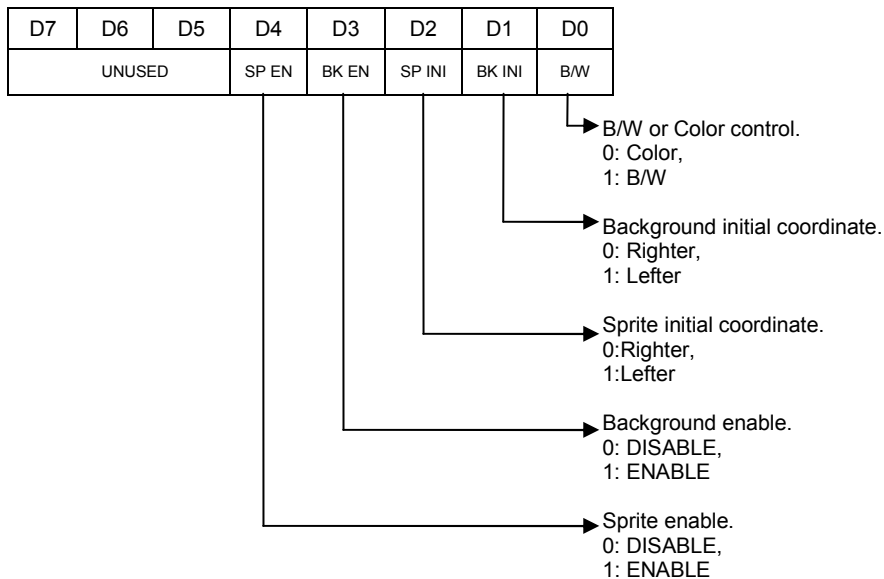 D7 D6 D5 D4 D3 D2 D1 D0
UNUSED SP EN BK EN SP INI BK INI B/W
B/W or Color control.
0: Color,
1: B/W
Background initial coordinate.
0: Righter,
1: Lefter
Sprite initial coordinate.
0:Righter,
1:Lefter
Background enable.
0: DISABLE,
1: ENABLE
Sprite enable.
0: DISABLE,
1: ENABLE